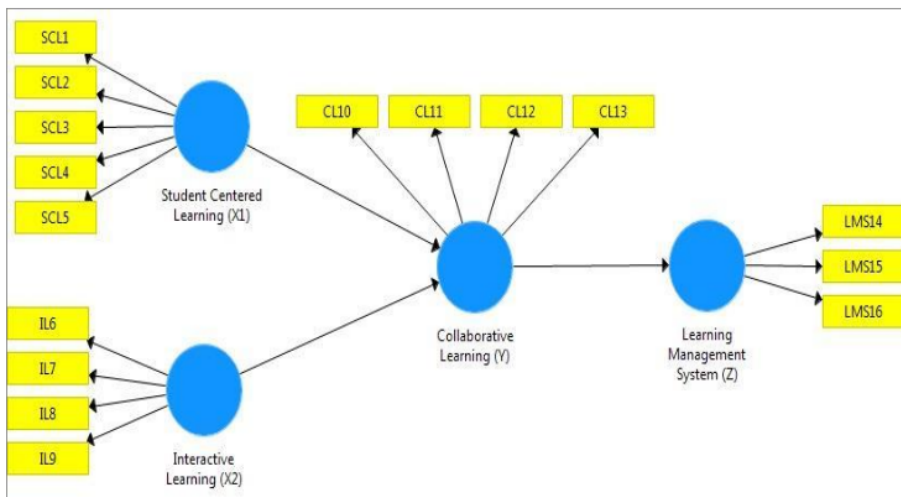 SCL1
SCL2
SCL3
SCL4
SCL5
Student Centered
Learning (X1)
CL10
CL11
CL12
CL13
Collaborative
Learning (Y)
LMS14
LMS15
LMS16
Learning
Management
System (Z)
IL6
IL7
IL8
IL9
Interactive
Learning (X2)